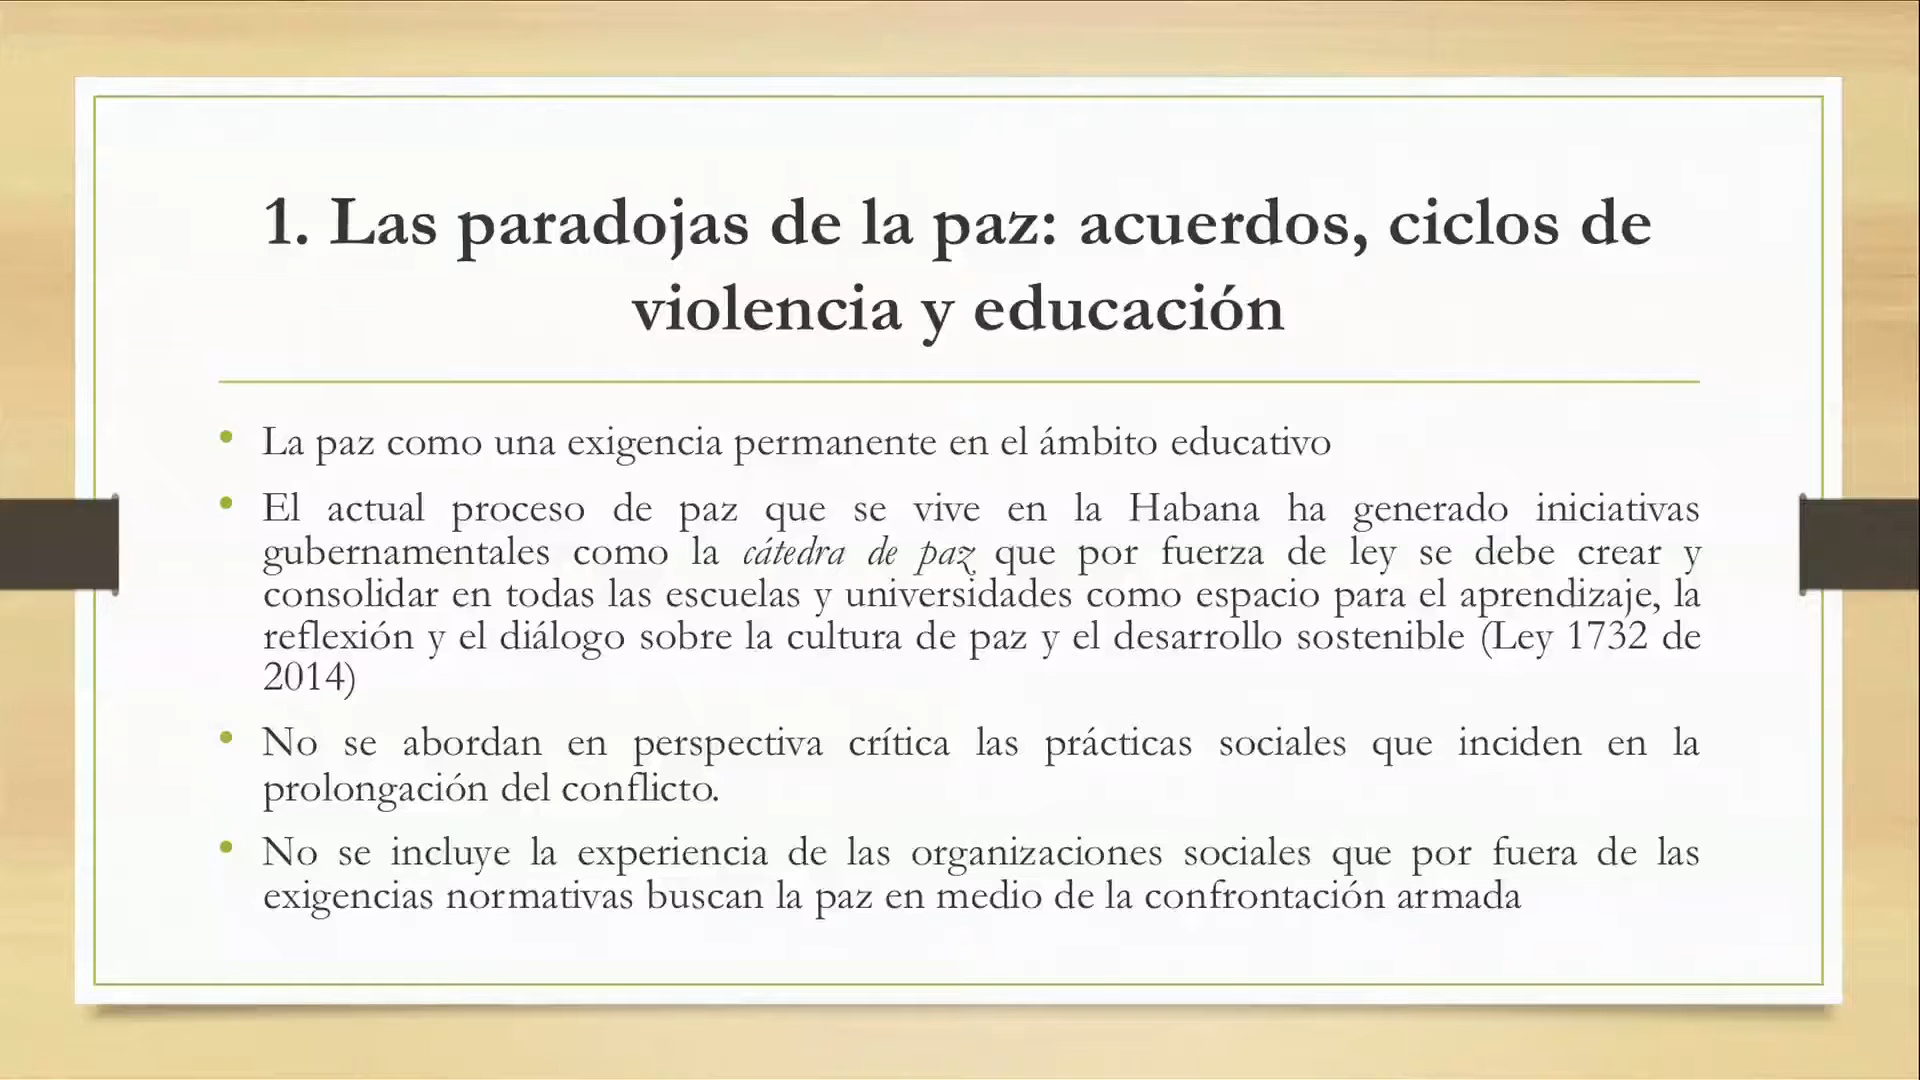 1. Las paradojas de la paz: acuerdos, ciclos de
violencia y educación
• La paz como una exigencia permanente en el ámbito educativo
• El actual proceso de paz que se vive en la Habana ha generado iniciativas
gubernamentales como la cátedra de paz que por fuerza de ley se debe crear y
consolidar en todas las escuelas y universidades como espacio para el aprendizaje, la
reflexión y el diálogo sobre la cultura de paz y el desarrollo sostenible (Ley 1732 de
2014)
• No se abordan en perspectiva crítica las prácticas sociales que inciden en la
prolongación del conflicto.
• No se incluye la experiencia de las organizaciones sociales que por fuera de las
exigencias normativas buscan la paz en medio de la confrontación armada